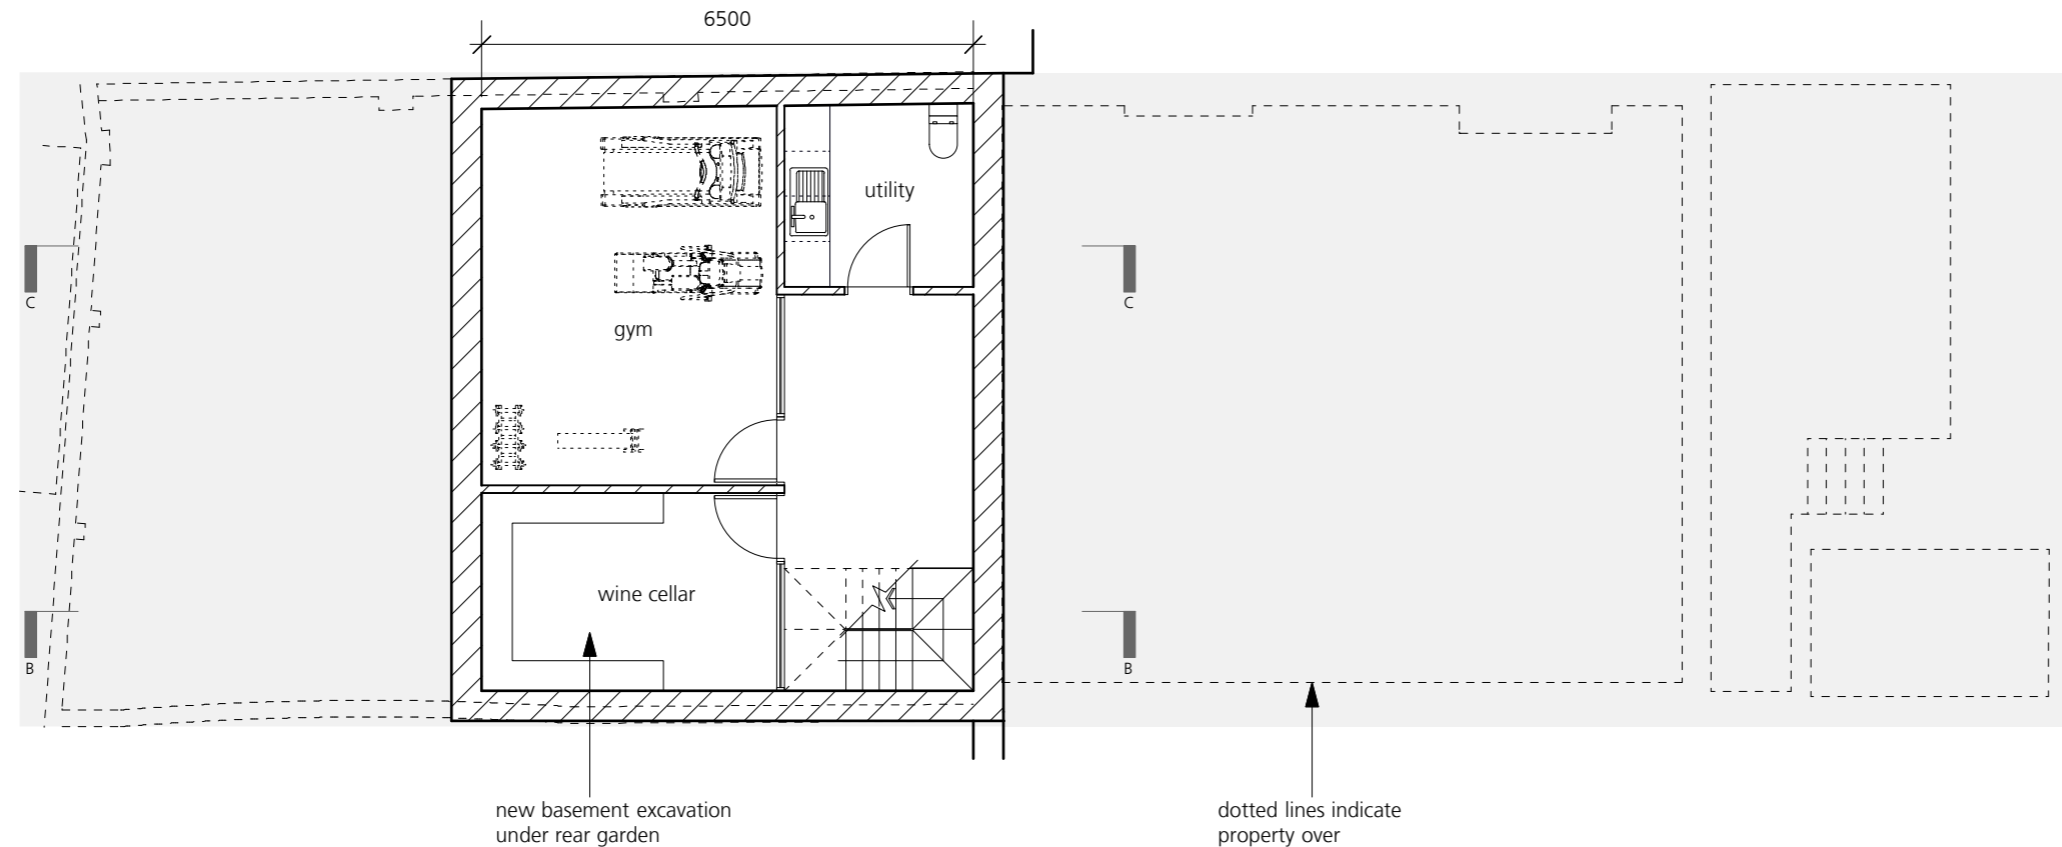 6500
utility
C
C
gym
wine cellar
B
B
new basement excavation
under rear garden
dotted lines indicate
property over